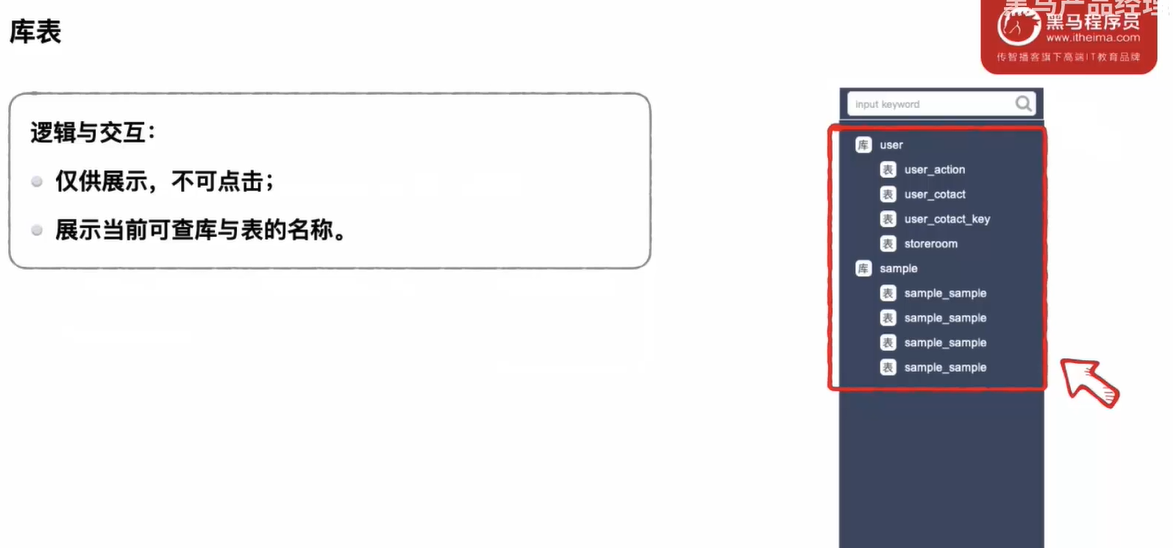 黑马产品经理
库表
黑马程序员
www.itheima.com
传智播客旗下高端IT教育品牌
逻辑与交互：
仅供展示，不可点击；
展示当前可查库与表的名称。
input keyword
库 user
表 user_action
表 user_cotact
表 user_cotact_key
表 storeroom
库 sample
表 sample_sample
表 sample_sample
表 sample_sample
表 sample_sample